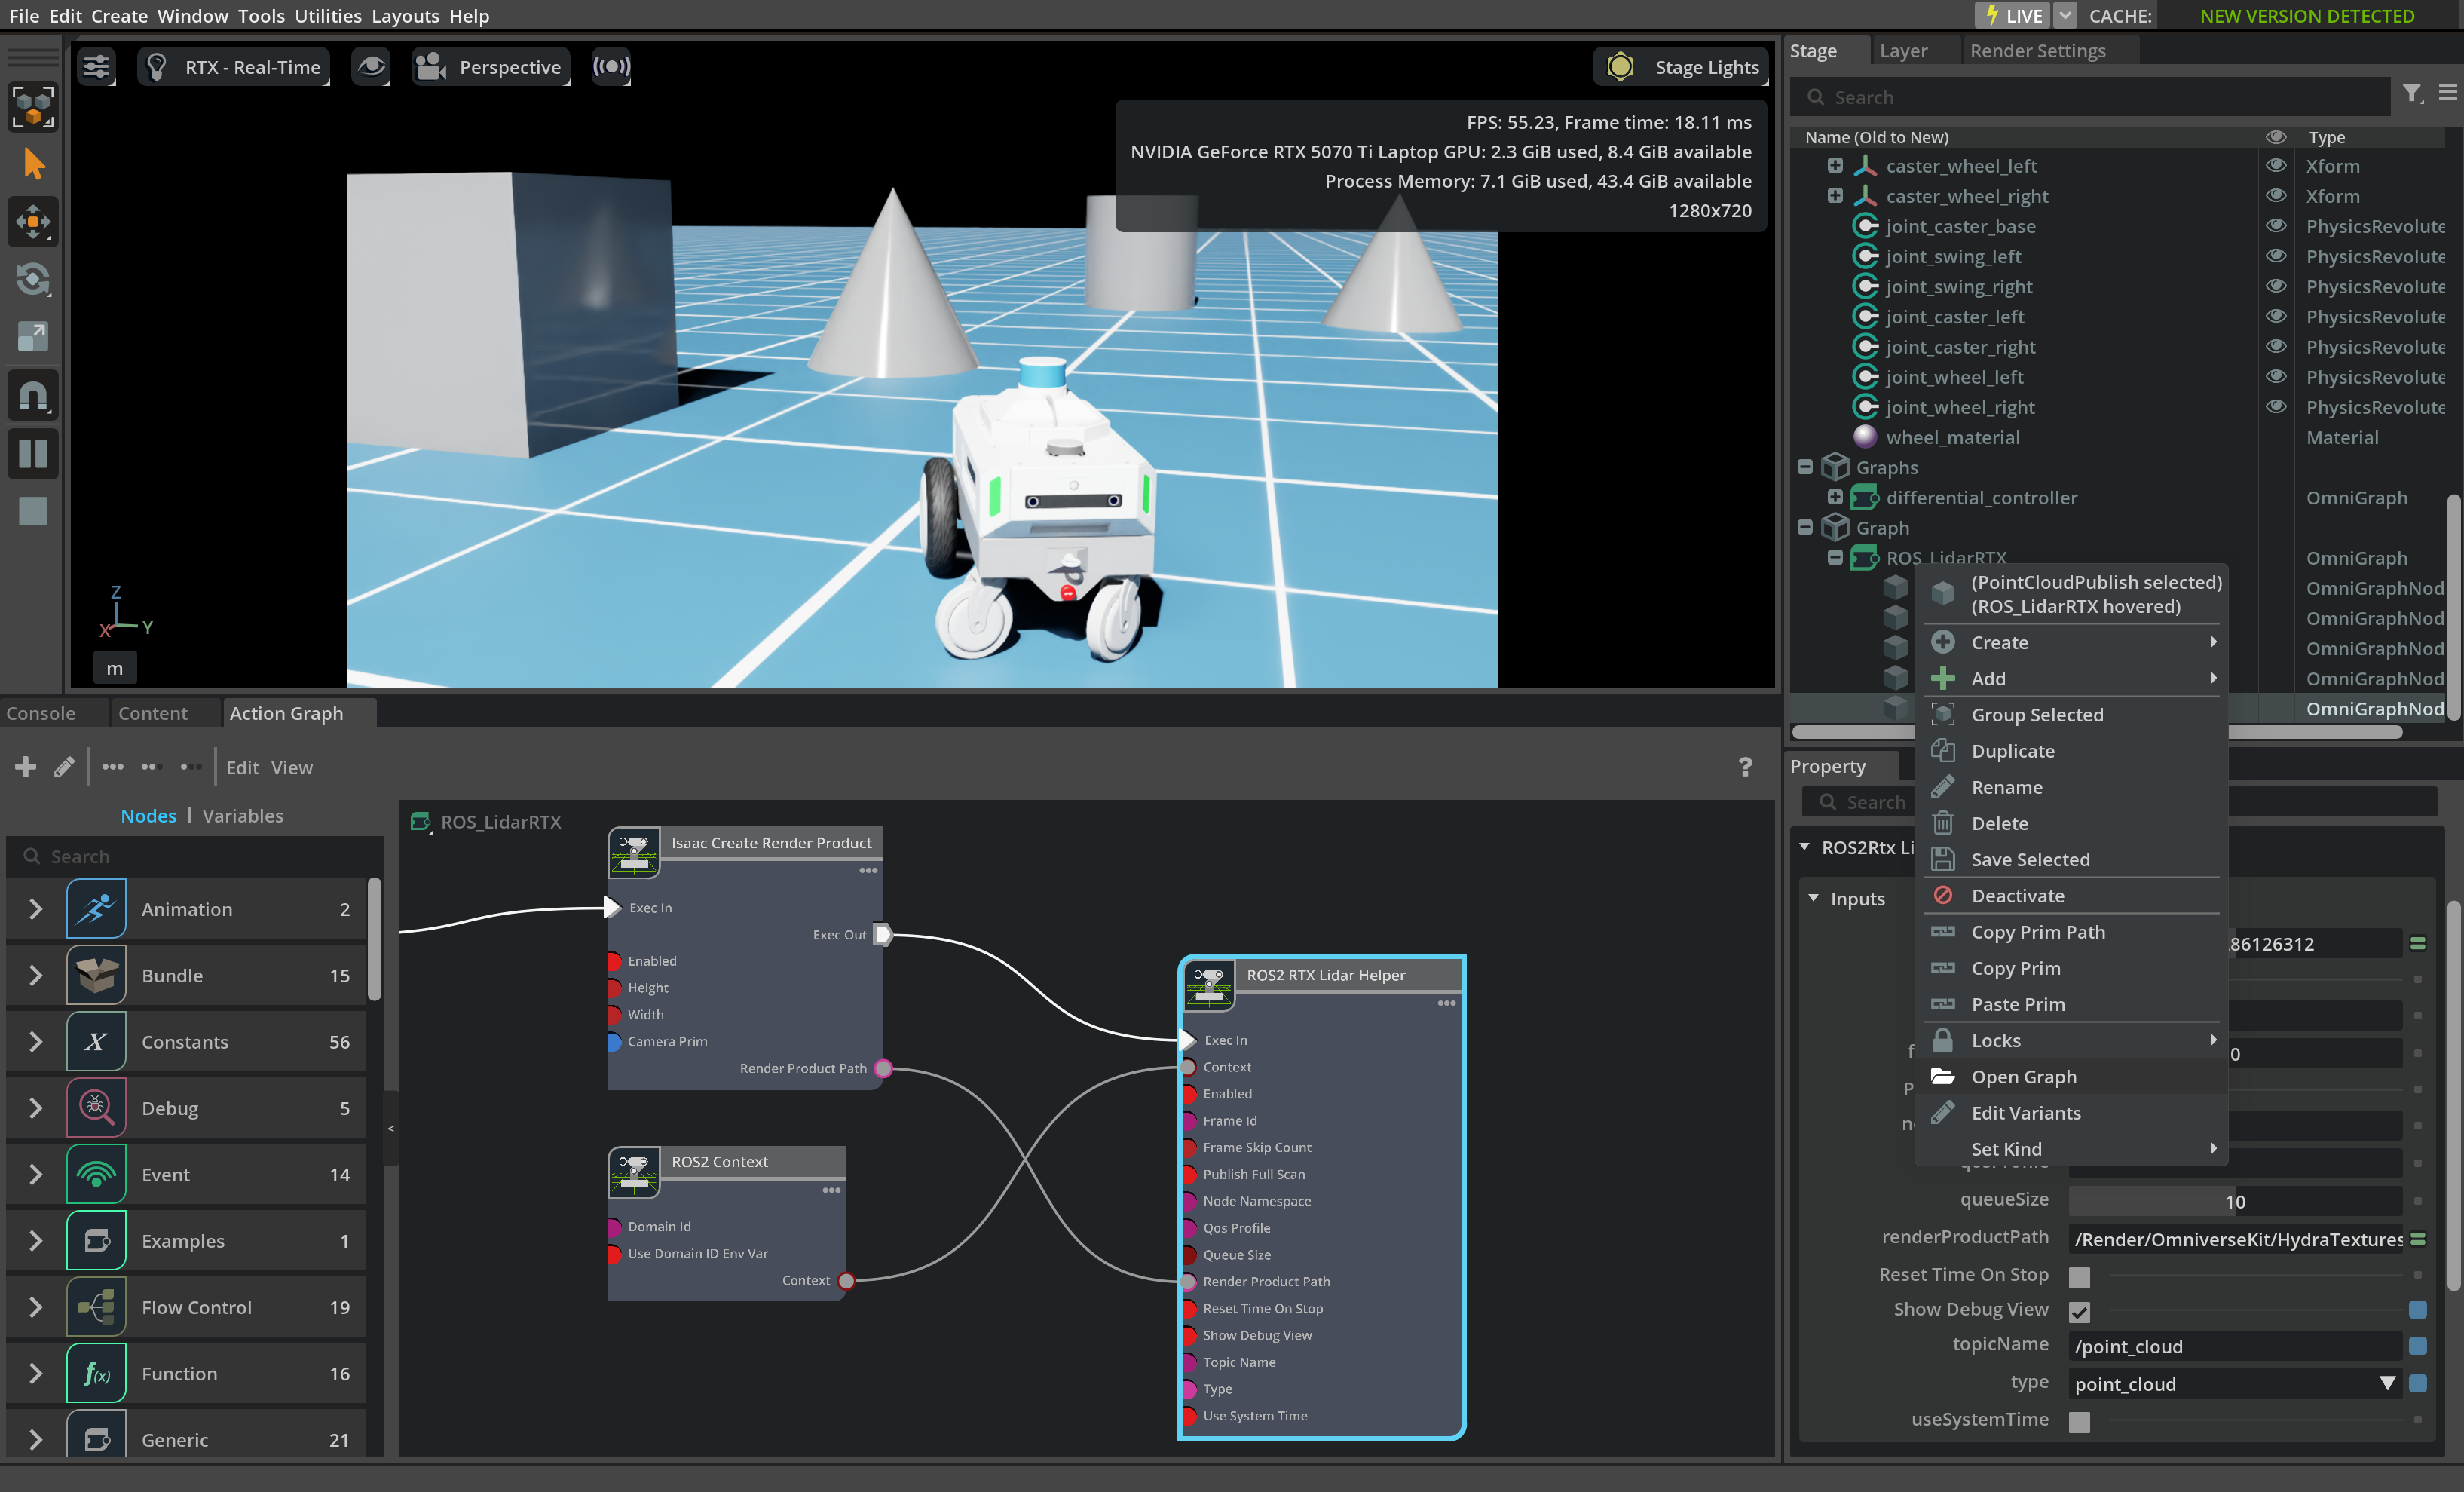 File Edit Create Window Tools Utilities Layouts Help
LIVE CACHE: NEW VERSION DETECTED
RTX - Real-Time
Perspective
Stage Lights
FPS: 55.23, Frame time: 18.11 ms
NVIDIA GeForce RTX 5070 Ti Laptop GPU: 2.3 GiB used, 8.4 GiB available
Process Memory: 7.1 GiB used, 43.4 GiB available
1280x720
Z
X Y
m
Stage Layer Render Settings
Search
Name (Old to New) Type
caster_wheel_left Xform
caster_wheel_right Xform
joint_caster_base PhysicsRevolute
joint_swing_left PhysicsRevolute
joint_swing_right PhysicsRevolute
joint_caster_left PhysicsRevolute
joint_caster_right PhysicsRevolute
joint_wheel_left PhysicsRevolute
joint_wheel_right PhysicsRevolute
wheel_material Material
Graphs
differential_controller OmniGraph
Graph
ROS_LidarRTX OmniGraph
OmniGraphNod
OmniGraphNod
OmniGraphNod
OmniGraphNod
OmniGraphNod
(PointCloudPublish selected)
(ROS_LidarRTX hovered)
Create
Add
Group Selected
Duplicate
Rename
Delete
Save Selected
Deactivate
Copy Prim Path
Copy Prim
Paste Prim
Locks
Open Graph
Edit Variants
Set Kind
Console Content Action Graph
Edit View
?
Nodes | Variables
Search
Animation 2
Bundle 15
Constants 56
Debug 5
Event 14
Examples 1
Flow Control 19
Function 16
Generic 21
<
ROS_LidarRTX
Isaac Create Render Product
Exec In
Exec Out
Enabled
Height
Width
Camera Prim
Render Product Path
ROS2 Context
Domain Id
Use Domain ID Env Var
Context
ROS2 RTX Lidar Helper
Exec In
Context
Enabled
Frame Id
Frame Skip Count
Publish Full Scan
Node Namespace
Qos Profile
Queue Size
Render Product Path
Reset Time On Stop
Show Debug View
Topic Name
Type
Use System Time
Property
Search
ROS2Rtx Li
Inputs
86126312
0
queueSize 10
renderProductPath /Render/OmniverseKit/HydraTextures
Reset Time On Stop
Show Debug View
topicName /point_cloud
type point_cloud
useSystemTime